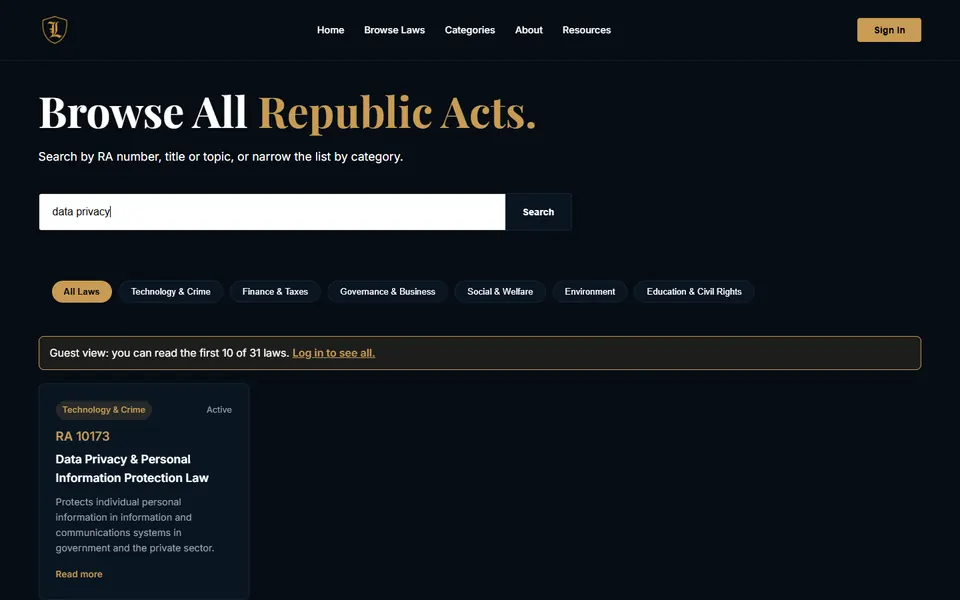 L
Home Browse Laws Categories About Resources Sign In
Browse All Republic Acts.
Search by RA number, title or topic, or narrow the list by category.
data privacy Search
All Laws Technology & Crime Finance & Taxes Governance & Business Social & Welfare Environment Education & Civil Rights
Guest view: you can read the first 10 of 31 laws. Log in to see all.
Technology & Crime Active
RA 10173
Data Privacy & Personal
Information Protection Law
Protects individual personal
information in information and
communications systems in
government and the private sector.
Read more